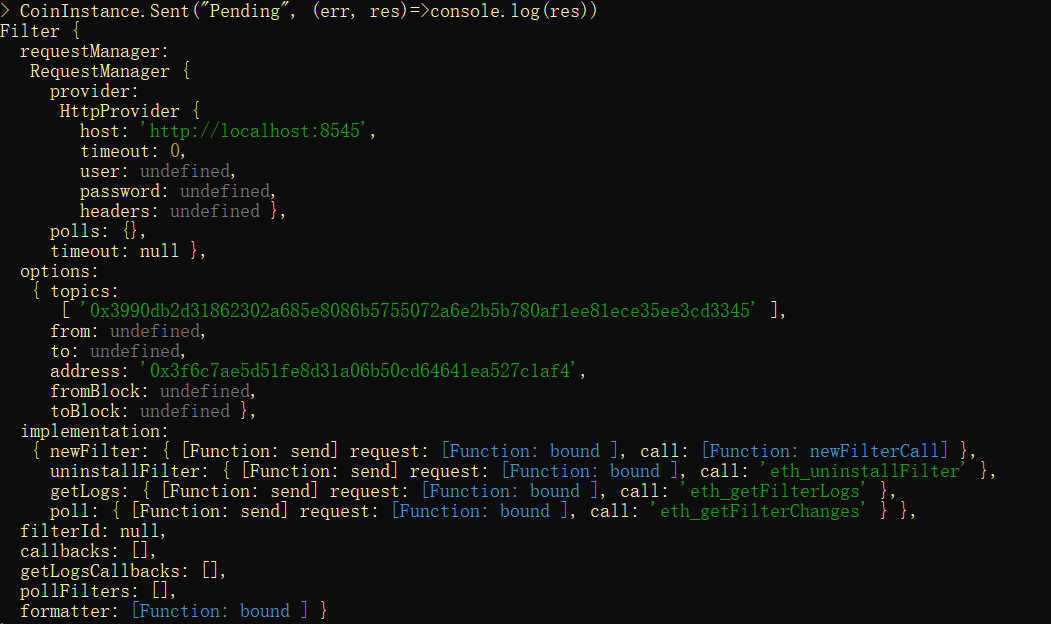 > CoinInstance.Sent("Pending", (err, res)=>console.log(res))
Filter {
  requestManager:
   RequestManager {
     provider:
      HttpProvider {
        host: 'http://localhost:8545',
        timeout: 0,
        user: undefined,
        password: undefined,
        headers: undefined },
     polls: {},
     timeout: null },
  options:
   { topics:
      [ '0x3990db2d31862302a685e8086b5755072a6e2b5b780af1ee81ece35ee3cd3345' ],
     from: undefined,
     to: undefined,
     address: '0x3f6c7ae5d51fe8d31a06b50cd64641ea527c1af4',
     fromBlock: undefined,
     toBlock: undefined },
  implementation:
   { newFilter: { [Function: send] request: [Function: bound ], call: [Function: newFilterCall] },
     uninstallFilter: { [Function: send] request: [Function: bound ], call: 'eth_uninstallFilter' },
     getLogs: { [Function: send] request: [Function: bound ], call: 'eth_getFilterLogs' },
     poll: { [Function: send] request: [Function: bound ], call: 'eth_getFilterChanges' } },
  filterId: null,
  callbacks: [],
  getLogsCallbacks: [],
  pollFilters: [],
  formatter: [Function: bound ] }